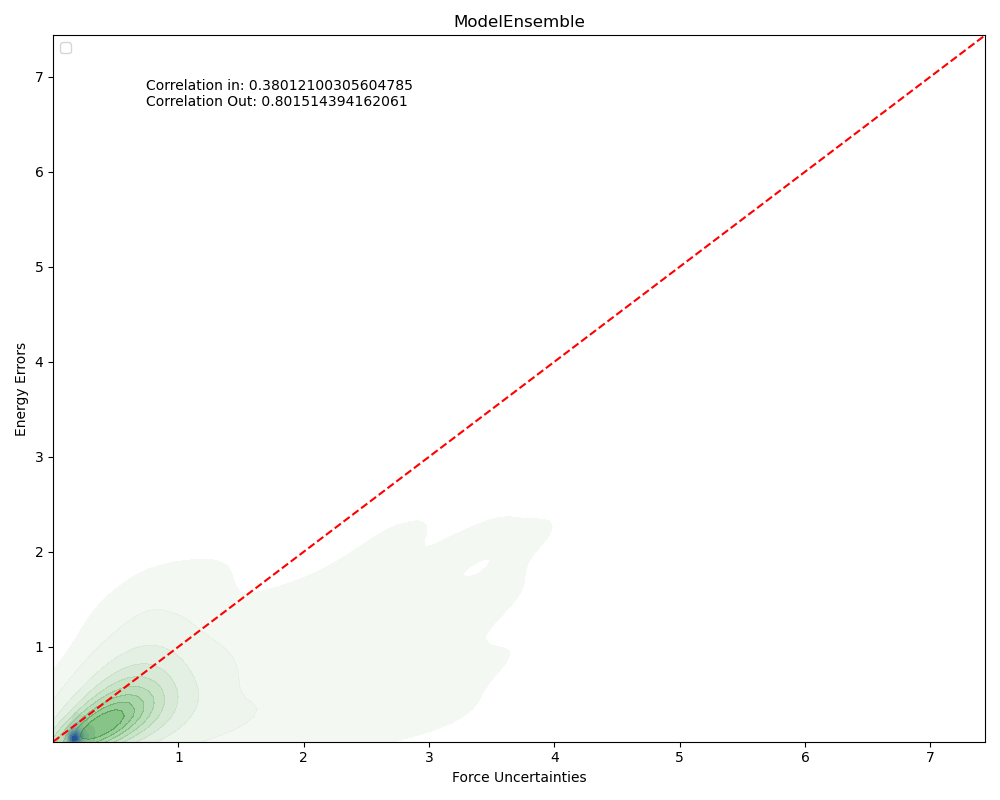 ModelEnsemble
Correlation in: 0.38012100305604785
Correlation Out: 0.801514394162061
7
6
5
4
3
2
1
Energy Errors
1 2 3 4 5 6 7
Force Uncertainties